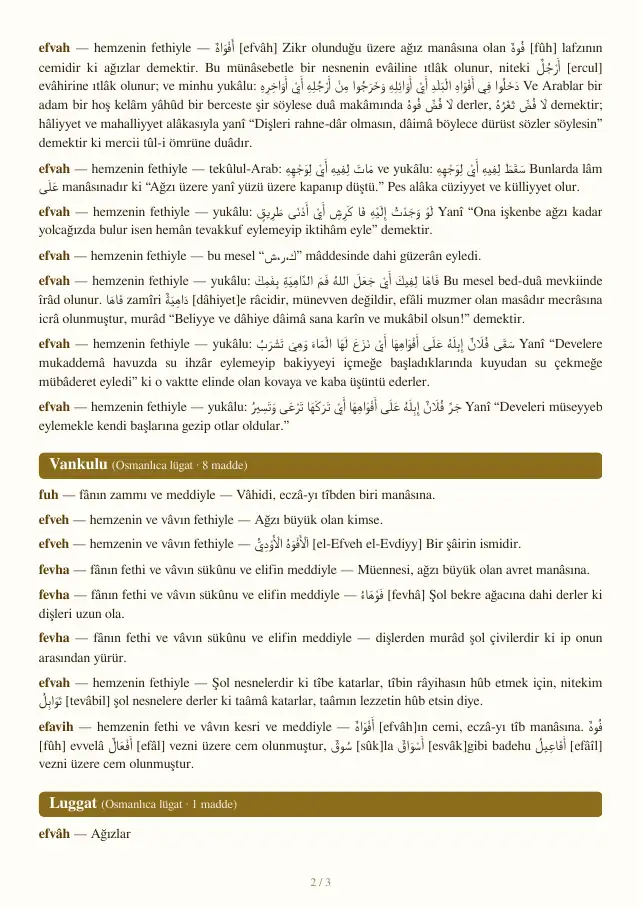 efvah — hemzenin fethiyle — أَفْوَاهٌ [efvâh] Zikr olunduğu üzere ağız manâsına olan فُوهٌ [fûh] lafzının
cemidir ki ağızlar demektir. Bu münâsebetle bir nesnenin evâiline ıtlâk olunur, niteki أَرْجُلٌ [ercul]
evâhirine ıtlâk olunur; ve minhu yukâlu: دَخَلُوا فِي أَفْوَاهِ الْبَلَدِ أَيْ أَوَائِلِهِ وَخَرَجُوا مِنْ أَرْجُلِهِ أَيْ أَوَاخِرِهِ Ve Arablar bir
adam bir hoş kelâm yâhûd bir berceste şir söylese duâ makâmında لَا فُضَّ فُوهُ derler, لَا فُضَّ ثَغْرُهُ demektir;
hâliyyet ve mahalliyyet alâkasıyla yanî “Dişleri rahne-dâr olmasın, dâimâ böylece dürüst sözler söylesin”
demektir ki mercii tûl-i ömrüne duâdır.
efvah — hemzenin fethiyle — tekûlul-Arab: مَاتَ لِفِيهِ أَيْ لِوَجْهِهِ ve yukâlu: سَقَطَ لِفِيهِ أَيْ لِوَجْهِهِ Bunlarda lâm
عَلَى manâsınadır ki “Ağzı üzere yanî yüzü üzere kapanıp düştü.” Pes alâka cüziyyet ve külliyyet olur.
efvah — hemzenin fethiyle — yukâlu: لَوْ وَجَدْتُ إِلَيْهِ فَا كَرِشٍ أَيْ أَدْنَى طَرِيقٍ Yanî “Ona işkenbe ağzı kadar
yolcağızda bulur isen hemân tevakkuf eylemeyip iktihâm eyle” demektir.
efvah — hemzenin fethiyle — bu mesel “ك،ر،ش” mâddesinde dahi güzerân eyledi.
efvah — hemzenin fethiyle — yukâlu: فَاهَا لِفِيكَ أَيْ جَعَلَ اللهُ فَمَ الدَّاهِيَةِ بِفَمِكَ Bu mesel bed-duâ mevkiinde
îrâd olunur. فَاهَا zamîri دَاهِيَةٌ [dâhiyet]e râcidir, münevven değildir, efâli muzmer olan masâdır mecrâsına
icrâ olunmuştur, murâd “Beliyye ve dâhiye dâimâ sana karîn ve mukâbil olsun!” demektir.
efvah — hemzenin fethiyle — yukâlu: سَقَى فُلَانٌ إِبِلَهُ عَلَى أَفْوَاهِهَا أَيْ نَزَعَ لَهَا الْمَاءَ وَهِيَ تَشْرَبُ Yanî “Develere
mukaddemâ havuzda su ihzâr eylemeyip bakiyyeyi içmeğe başladıklarında kuyudan su çekmeğe
mübâderet eyledi” ki o vaktte elinde olan kovaya ve kaba üşüntü ederler.
efvah — hemzenin fethiyle — yukâlu: جَرَّ فُلَانٌ إِبِلَهُ عَلَى أَفْوَاهِهَا أَيْ تَرَكَهَا تَرْعَى وَتَسِيرُ Yanî “Develeri müseyyeb
eylemekle kendi başlarına gezip otlar oldular.”
Vankulu (Osmanlıca lügat · 8 madde)
fuh — fânın zammı ve meddiyle — Vâhidi, eczâ-yı tîbden biri manâsına.
efveh — hemzenin ve vâvın fethiyle — Ağzı büyük olan kimse.
efveh — hemzenin ve vâvın fethiyle — الْأَفْوَهُ الْأَوْدِيُّ [el-Efveh el-Evdiyy] Bir şâirin ismidir.
fevha — fânın fethi ve vâvın sükûnu ve elifin meddiyle — Müennesi, ağzı büyük olan avret manâsına.
fevha — fânın fethi ve vâvın sükûnu ve elifin meddiyle — فَوْهَاءُ [fevhâ] Şol bekre ağacına dahi derler ki
dişleri uzun ola.
fevha — fânın fethi ve vâvın sükûnu ve elifin meddiyle — dişlerden murâd şol çivilerdir ki ip onun
arasından yürür.
efvah — hemzenin fethiyle — Şol nesnelerdir ki tîbe katarlar, tîbin râyihasın hûb etmek için, nitekim
تَوَابِلُ [tevâbil] şol nesnelere derler ki taâmâ katarlar, taâmın lezzetin hûb etsin diye.
efavih — hemzenin fethi ve vâvın kesri ve meddiyle — أَفْوَاهٌ [efvâh]ın cemi, eczâ-yı tîb manâsına. فُوهٌ
[fûh] evvelâ أَفْعَالٌ [efâl] vezni üzere cem olunmuştur, سُوقٌ [sûk]la أَسْوَاقٌ [esvâk]gibi badehu أَفَاعِيلُ [efâîl]
vezni üzere cem olunmuştur.
Luggat (Osmanlıca lügat · 1 madde)
efvâh — Ağızlar
2 / 3